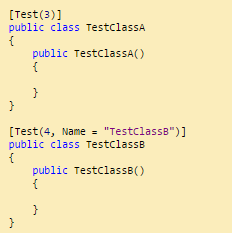 [Test(3)]
public class TestClassA
{
    public TestClassA()
    {

    }
}

[Test(4, Name = "TestClassB")]
public class TestClassB
{
    public TestClassB()
    {

    }
}